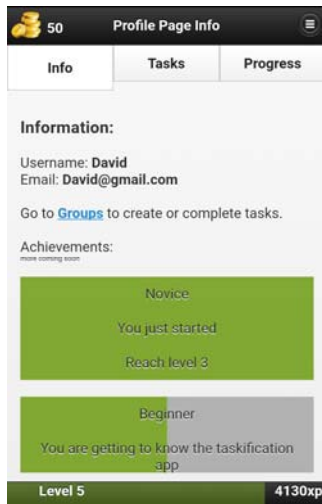 50 Profile Page Info
Info Tasks Progress
Information:
Username: David
Email: David@gmail.com
Go to Groups to create or complete tasks.
Achievements:
more coming soon
Novice
You just started
Reach level 3
Beginner
You are getting to know the taskification
app
Level 5 4130xp